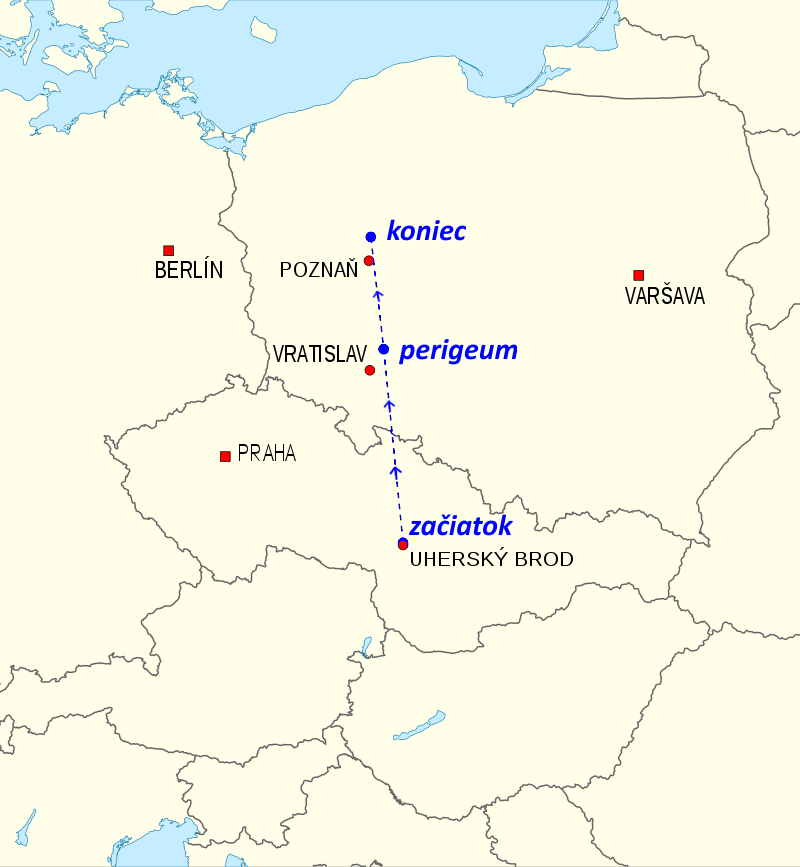 koniec
BERLÍN
POZNAŇ
VARŠAVA
VRATISLAV
perigeum
PRAHA
začiatok
UHERSKÝ BROD